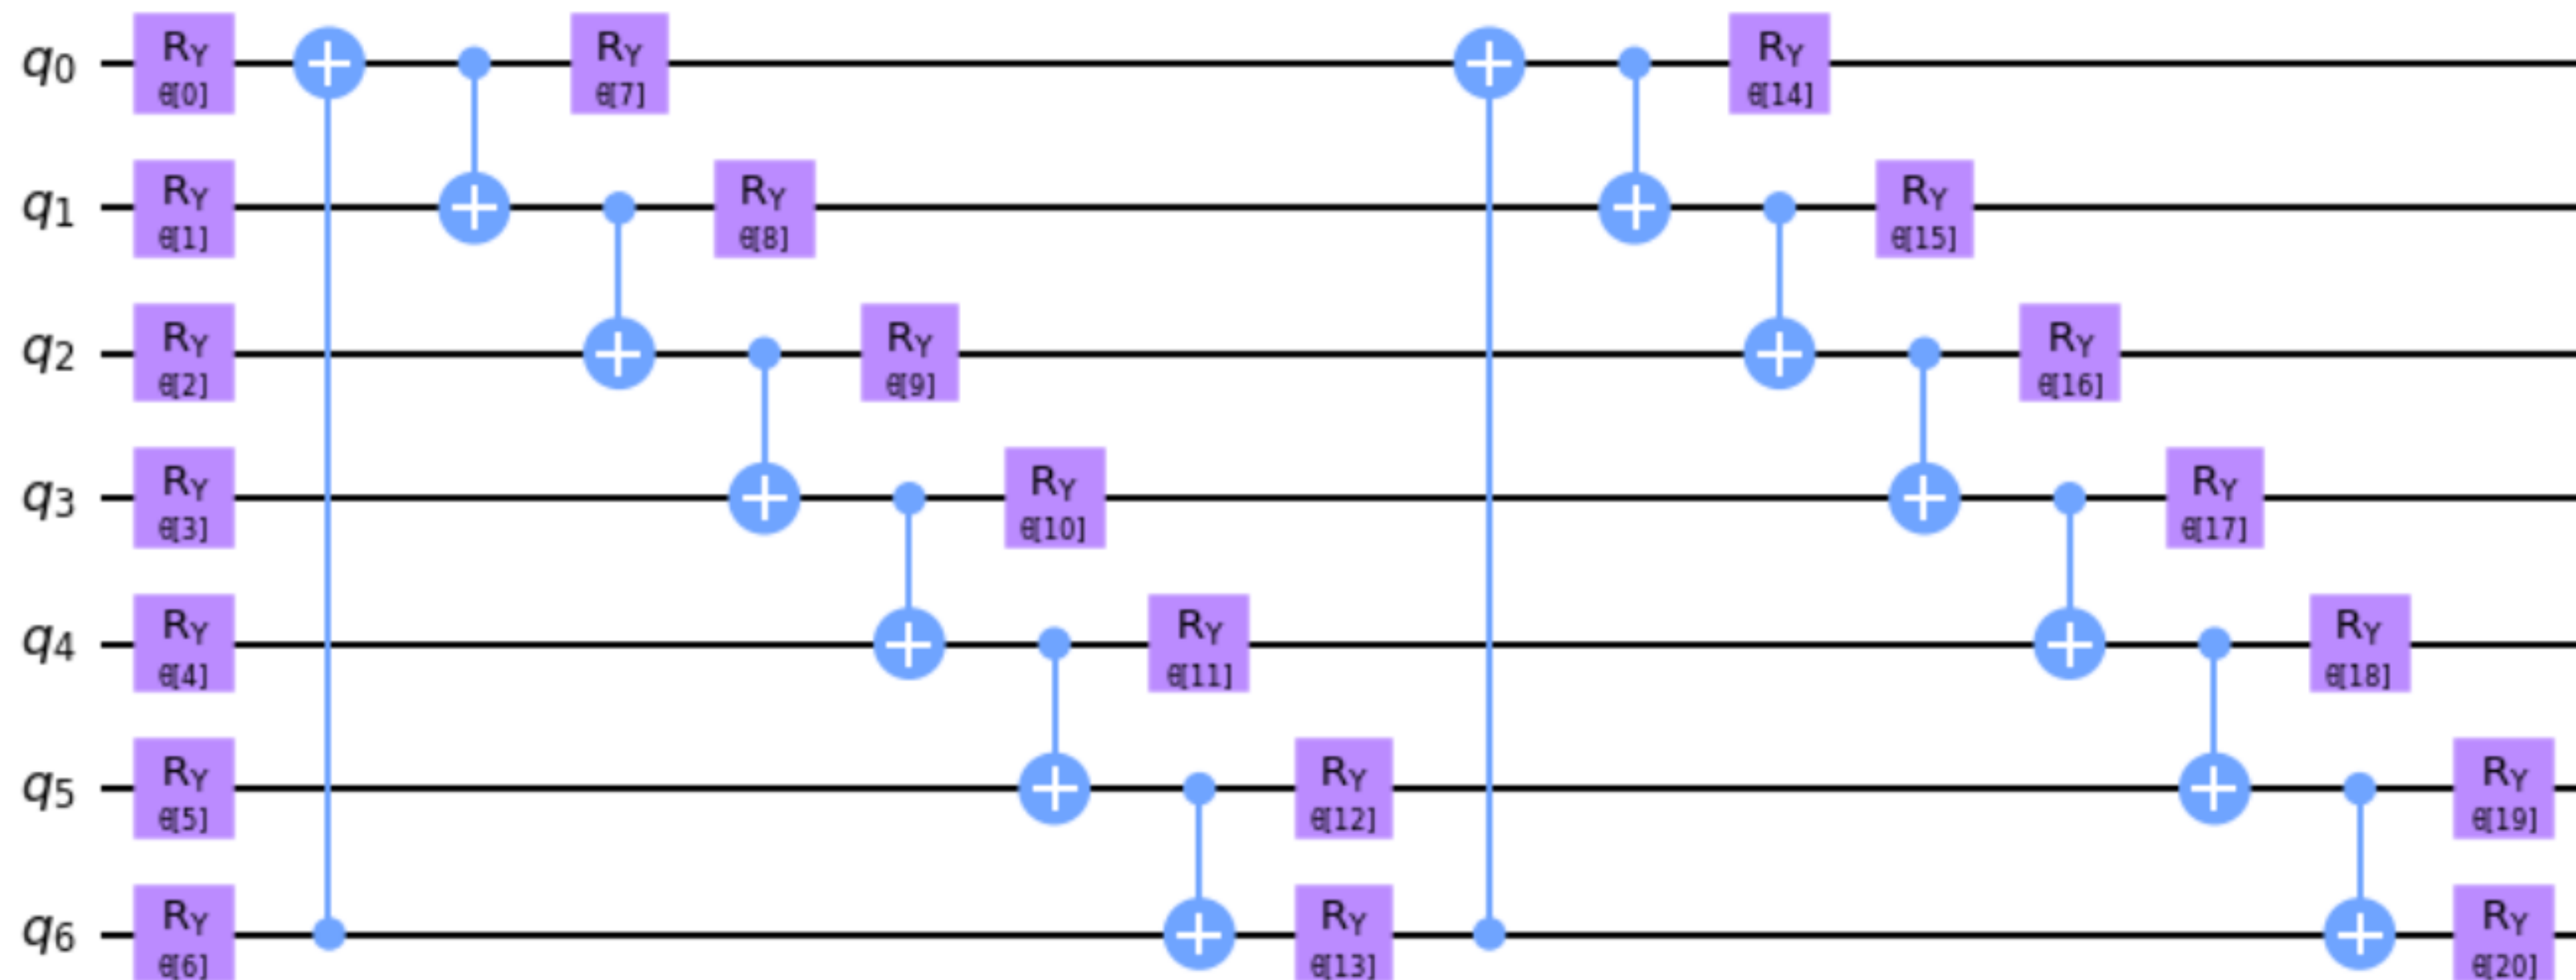 q0 RY θ[0] RY θ[7] RY θ[14]
q1 RY θ[1] RY θ[8] RY θ[15]
q2 RY θ[2] RY θ[9] RY θ[16]
q3 RY θ[3] RY θ[10] RY θ[17]
q4 RY θ[4] RY θ[11] RY θ[18]
q5 RY θ[5] RY θ[12] RY θ[19]
q6 RY θ[6] RY θ[13] RY θ[20]